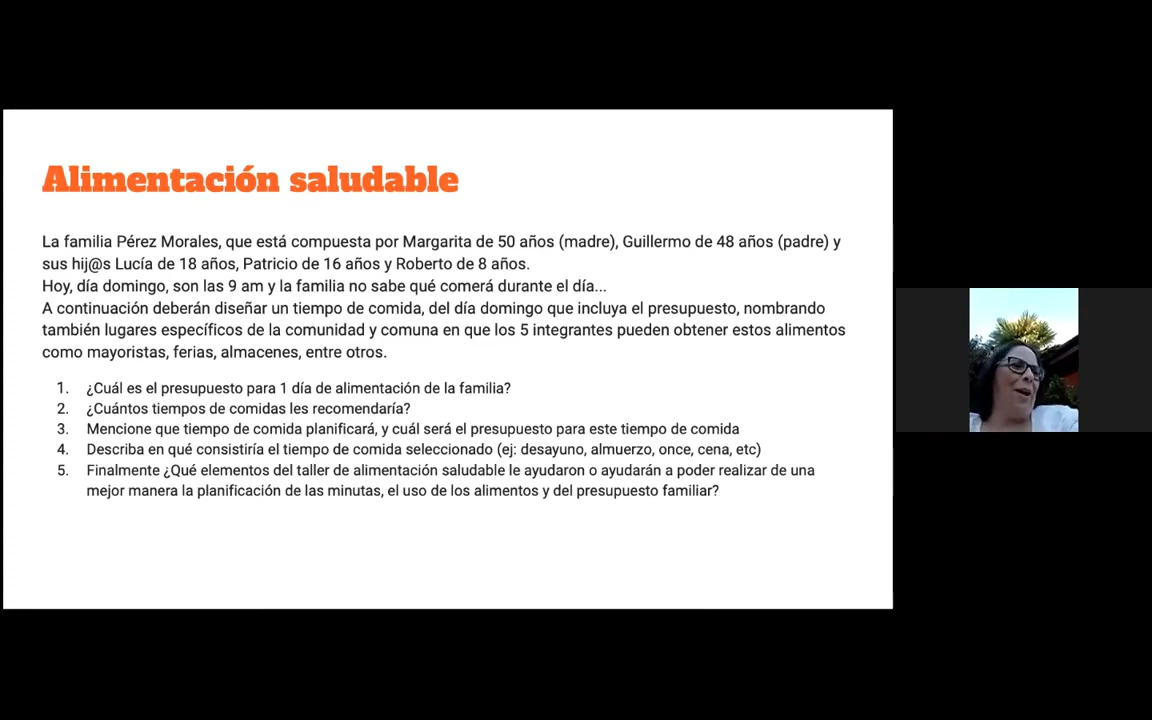 Alimentación saludable
La familia Pérez Morales, que está compuesta por Margarita de 50 años (madre), Guillermo de 48 años (padre) y
sus hij@s Lucía de 18 años, Patricio de 16 años y Roberto de 8 años.
Hoy, día domingo, son las 9 am y la familia no sabe qué comerá durante el día...
A continuación deberán diseñar un tiempo de comida, del día domingo que incluya el presupuesto, nombrando
también lugares específicos de la comunidad y comuna en que los 5 integrantes pueden obtener estos alimentos
como mayoristas, ferias, almacenes, entre otros.
1. ¿Cuál es el presupuesto para 1 día de alimentación de la familia?
2. ¿Cuántos tiempos de comidas les recomendaría?
3. Mencione que tiempo de comida planificará, y cuál será el presupuesto para este tiempo de comida
4. Describa en qué consistiría el tiempo de comida seleccionado (ej: desayuno, almuerzo, once, cena, etc)
5. Finalmente ¿Qué elementos del taller de alimentación saludable le ayudaron o ayudarán a poder realizar de una
mejor manera la planificación de las minutas, el uso de los alimentos y del presupuesto familiar?